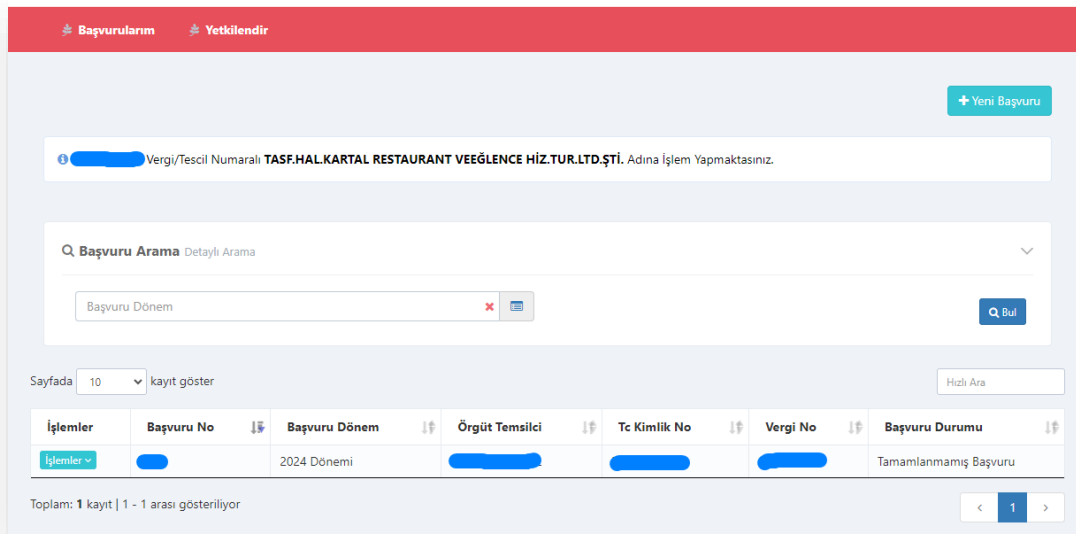 Başvurularım Yetkilendir
Yeni Başvuru
Vergi/Tescil Numaralı TASF.HAL.KARTAL RESTAURANT VEEĞLENCE HİZ.TUR.LTD.ŞTİ. Adına İşlem Yapmaktasınız.
Başvuru Arama Detaylı Arama
Başvuru Dönem
Bul
Sayfada 10 kayıt göster
Hızlı Ara
İşlemler Başvuru No Başvuru Dönem Örgüt Temsilci Tc Kimlik No Vergi No Başvuru Durumu
İşlemler 2024 Dönemi Tamamlanmamış Başvuru
Toplam: 1 kayıt | 1 - 1 arası gösteriliyor
< 1 >